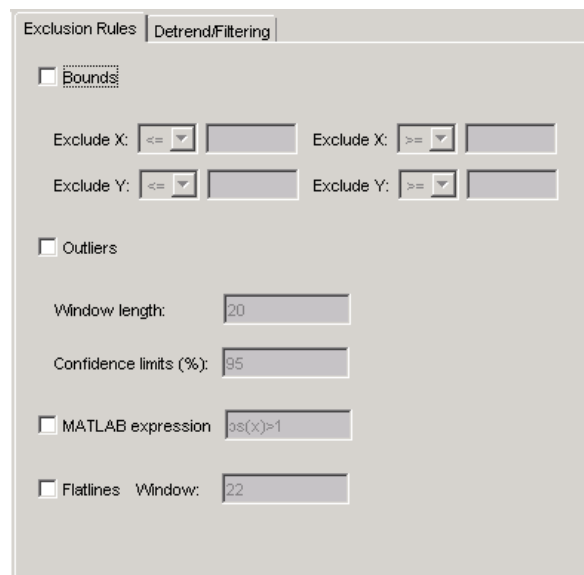 Exclusion Rules Detrend/Filtering
Bounds
Exclude X: <= Exclude X: >=
Exclude Y: <= Exclude Y: >=
Outliers
Window length: 20
Confidence limits (%): 95
MATLAB expression bs(x)>1
Flatlines Window: 22